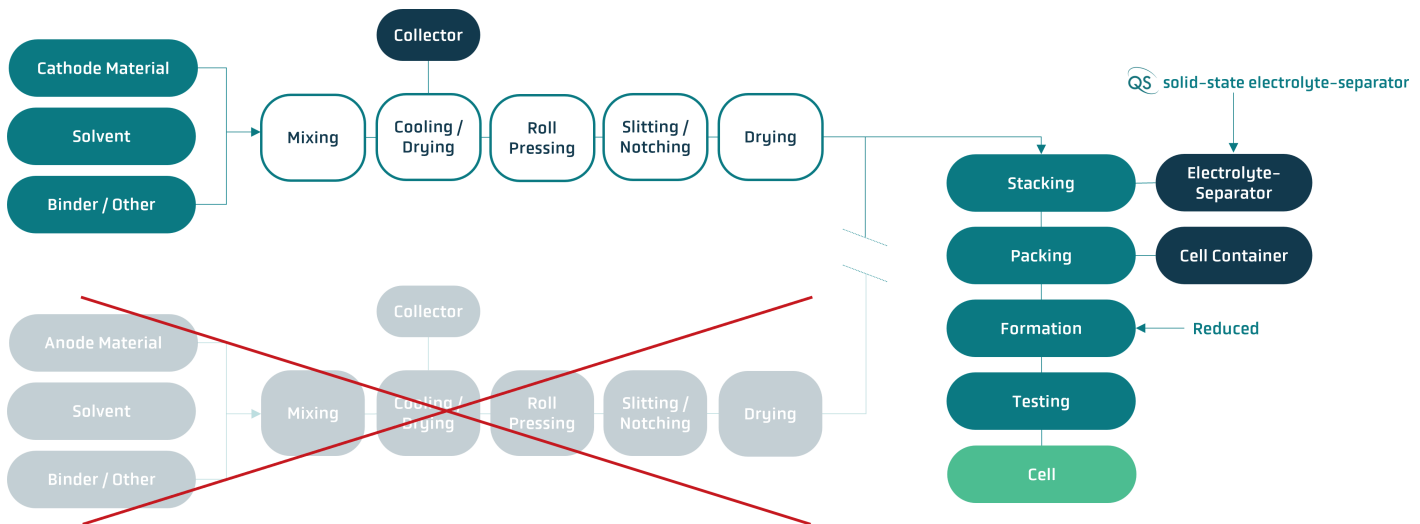 Collector
Cathode Material
Solvent
Binder / Other
Mixing
Cooling /
Drying
Roll
Pressing
Slitting /
Notching
Drying
QS solid-state electrolyte-separator
Stacking
Electrolyte-
Separator
Packing
Cell Container
Formation
Reduced
Testing
Cell
Collector
Anode Material
Solvent
Binder / Other
Mixing
Cooling /
Drying
Roll
Pressing
Slitting /
Notching
Drying